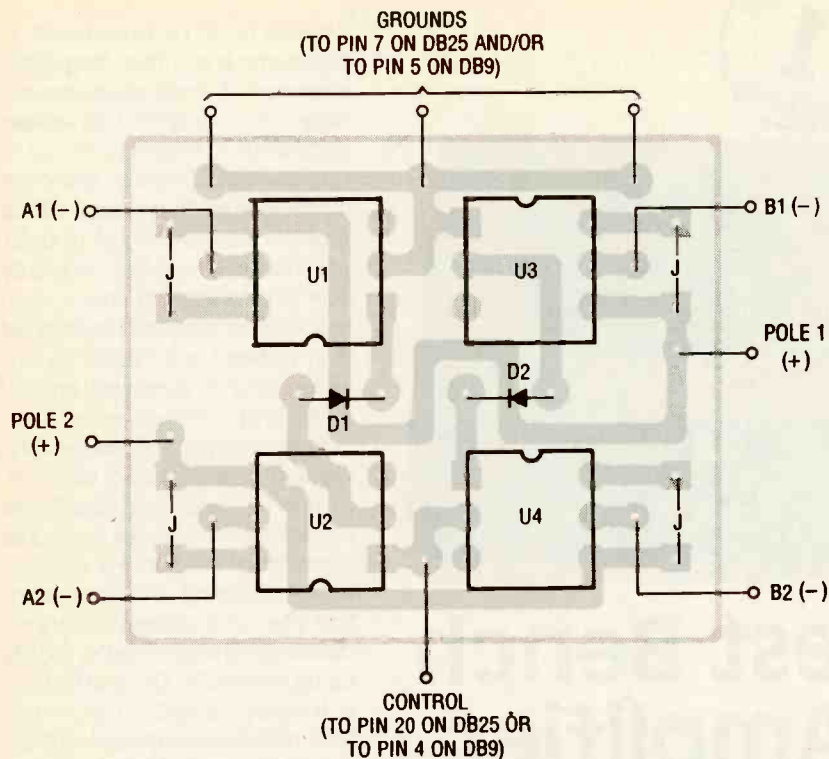 GROUNDS
(TO PIN 7 ON DB25 AND/OR
TO PIN 5 ON DB9)
A1 (–)
B1 (–)
J
U1
U3
J
POLE 1
(+)
D2
D1
POLE 2
(+)
J
U2
U4
J
A2 (–)
B2 (–)
CONTROL
(TO PIN 20 ON DB25 OR
TO PIN 4 ON DB9)